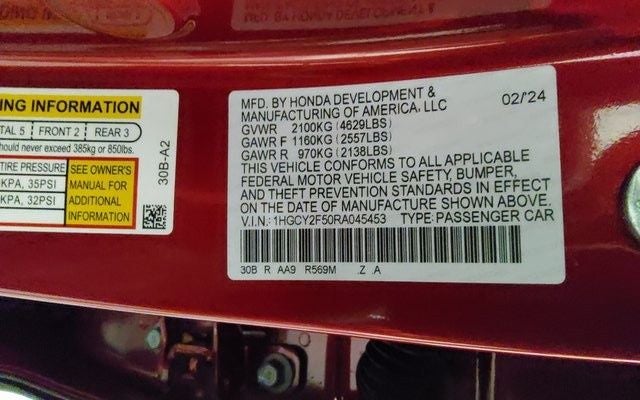 NG INFORMATION
TAL 5 FRONT 2 REAR 3
hould never exceed 385kg or 850lbs.
IRE PRESSURE
KPA, 35PSI
KPA, 32PSI
SEE OWNER'S
MANUAL FOR
ADDITIONAL
INFORMATION
30B-A2
MFD. BY HONDA DEVELOPMENT &
MANUFACTURING OF AMERICA, LLC
02/'24
GVWR 2100KG (4629LBS)
GAWR F 1160KG (2557LBS)
GAWR R 970KG (2138LBS)
THIS VEHICLE CONFORMS TO ALL APPLICABLE
FEDERAL MOTOR VEHICLE SAFETY, BUMPER,
AND THEFT PREVENTION STANDARDS IN EFFECT
ON THE DATE OF MANUFACTURE SHOWN ABOVE.
V.I.N.: 1HGCY2F50RA045453 TYPE: PASSENGER CAR
30B R AA9 R569M Z A